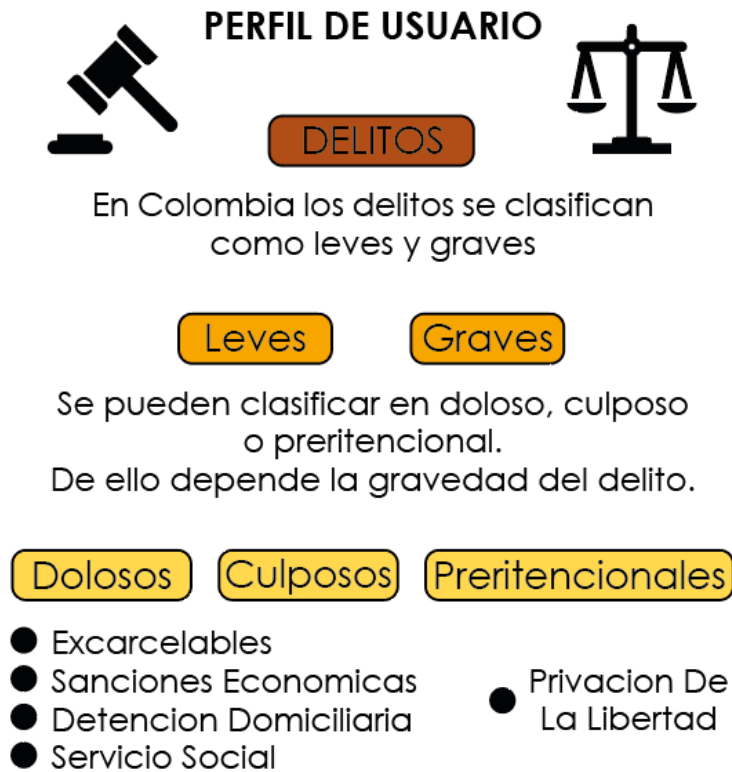 PERFIL DE USUARIO
DELITOS
En Colombia los delitos se clasifican
como leves y graves
Leves
Graves
Se pueden clasificar en doloso, culposo
o preritencional.
De ello depende la gravedad del delito.
Dolosos
Culposos
Preritencionales
Excarcelables
Sanciones Economicas
Detencion Domiciliaria
Servicio Social
Privacion De
La Libertad